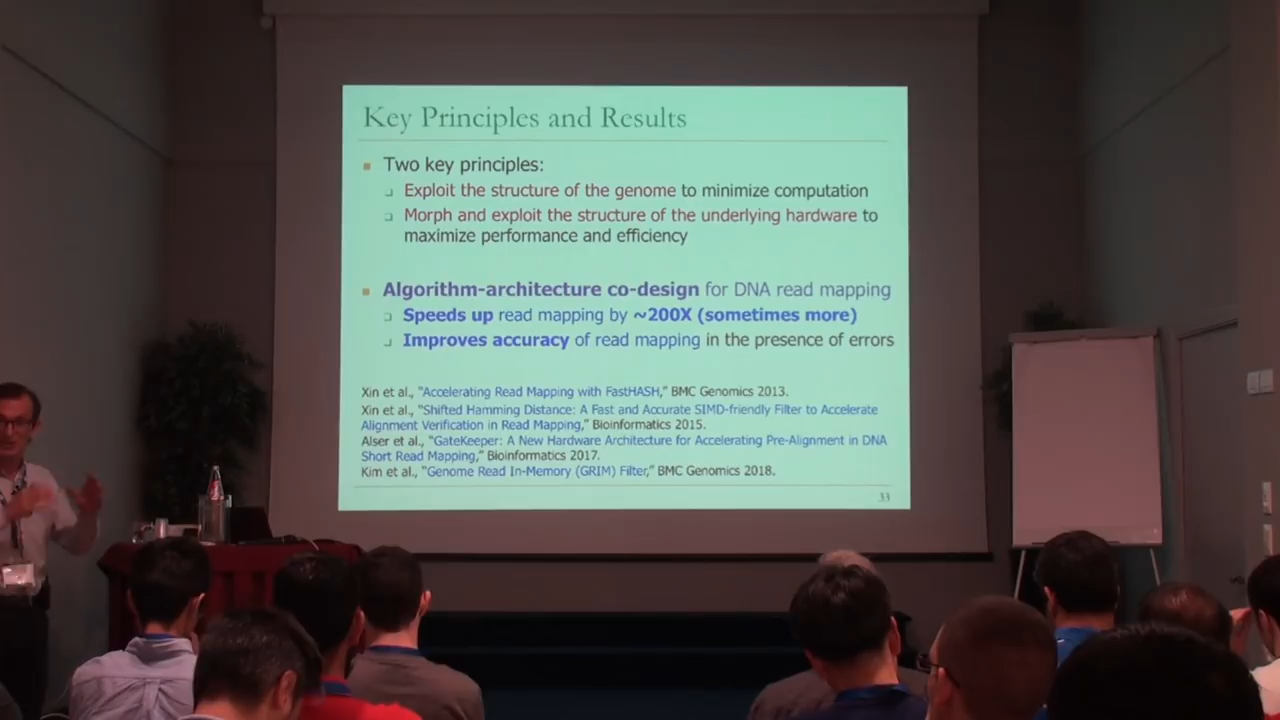 Key Principles and Results
Two key principles:
Exploit the structure of the genome to minimize computation
Morph and exploit the structure of the underlying hardware to
maximize performance and efficiency
Algorithm-architecture co-design for DNA read mapping
Speeds up read mapping by ~200X (sometimes more)
Improves accuracy of read mapping in the presence of errors
Xin et al., "Accelerating Read Mapping with FastHASH," BMC Genomics 2013.
Xin et al., "Shifted Hamming Distance: A Fast and Accurate SIMD-friendly Filter to Accelerate
Alignment Verification in Read Mapping," Bioinformatics 2015.
Alser et al., "GateKeeper: A New Hardware Architecture for Accelerating Pre-Alignment in DNA
Short Read Mapping," Bioinformatics 2017.
Kim et al., "Genome Read In-Memory (GRIM) Filter," BMC Genomics 2018.
33